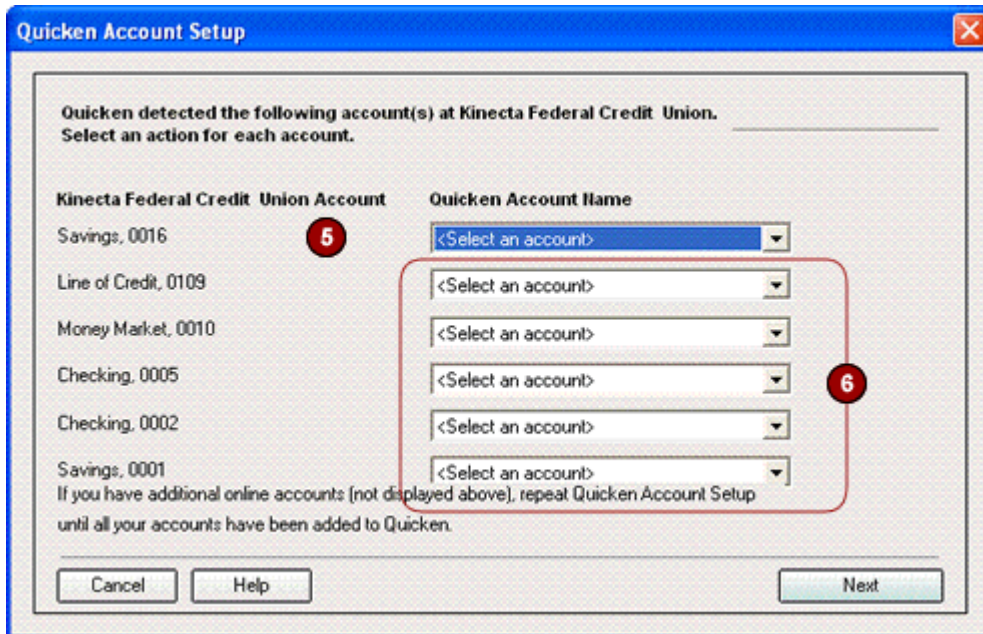 Quicken Account Setup
Quicken detected the following account(s) at Kinecta Federal Credit Union.
Select an action for each account.
Kinecta Federal Credit Union Account Quicken Account Name
Savings, 0016 5 <Select an account>
Line of Credit, 0109 <Select an account>
Money Market, 0010 <Select an account>
Checking, 0005 <Select an account> 6
Checking, 0002 <Select an account>
Savings, 0001 <Select an account>
If you have additional online accounts (not displayed above), repeat Quicken Account Setup
until all your accounts have been added to Quicken.
Cancel Help Next